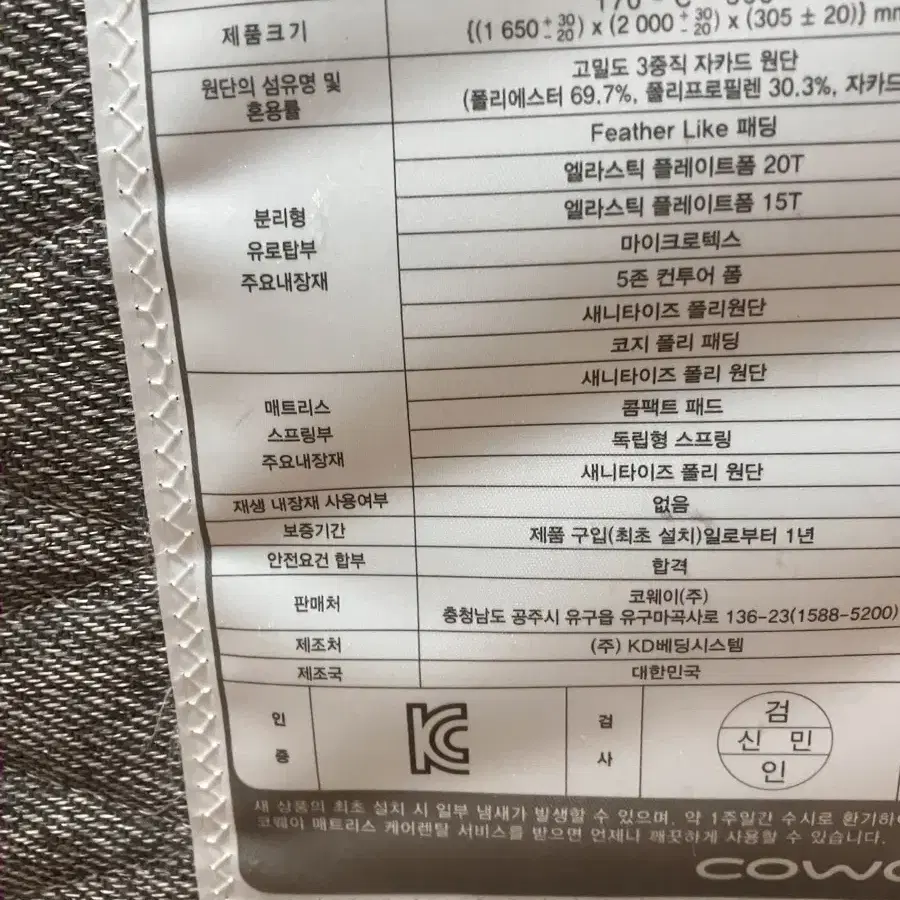 제품크기
{(1 650 +30 -20) x (2 000 +30 -20) x (305 ± 20)} mm
원단의 섬유명 및
혼용률
고밀도 3중직 자카드 원단
(폴리에스터 69.7%, 폴리프로필렌 30.3%, 자카드
분리형
유로탑부
주요내장재
Feather Like 패딩
엘라스틱 플레이트폼 20T
엘라스틱 플레이트폼 15T
마이크로텍스
5존 컨투어 폼
새니타이즈 폴리원단
코지 폴리 패딩
매트리스
스프링부
주요내장재
새니타이즈 폴리 원단
콤팩트 패드
독립형 스프링
새니타이즈 폴리 원단
재생 내장재 사용여부
없음
보증기간
제품 구입(최초 설치)일로부터 1년
안전요건 합부
합격
판매처
코웨이(주)
충청남도 공주시 유구읍 유구마곡사로 136-23(1588-5200)
제조처
(주) KD베딩시스템
제조국
대한민국
인
증
KC
검
사
검
신 민
인
새 상품의 최초 설치 시 일부 냄새가 발생할 수 있으며, 약 1주일간 수시로 환기하
코웨이 매트리스 케어렌탈 서비스를 받으면 언제나 깨끗하게 사용할 수 있습니다.